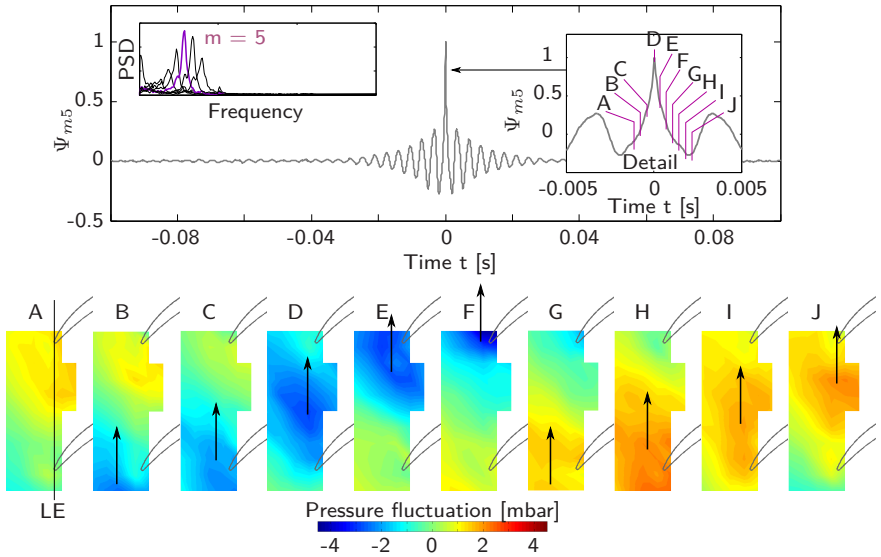 m = 5
PSD
Frequency
1
0.5
0
-0.5
Ψm5
-0.08
-0.04
0
0.04
0.08
Time t [s]
D
E
F
C
B
G
A
H
I
J
1
1
0.5
0
Ψm5
Detail
-0.005
0
0.005
Time t [s]
A
B
C
D
E
F
G
H
I
J
LE
Pressure fluctuation [mbar]
-4
-2
0
2
4